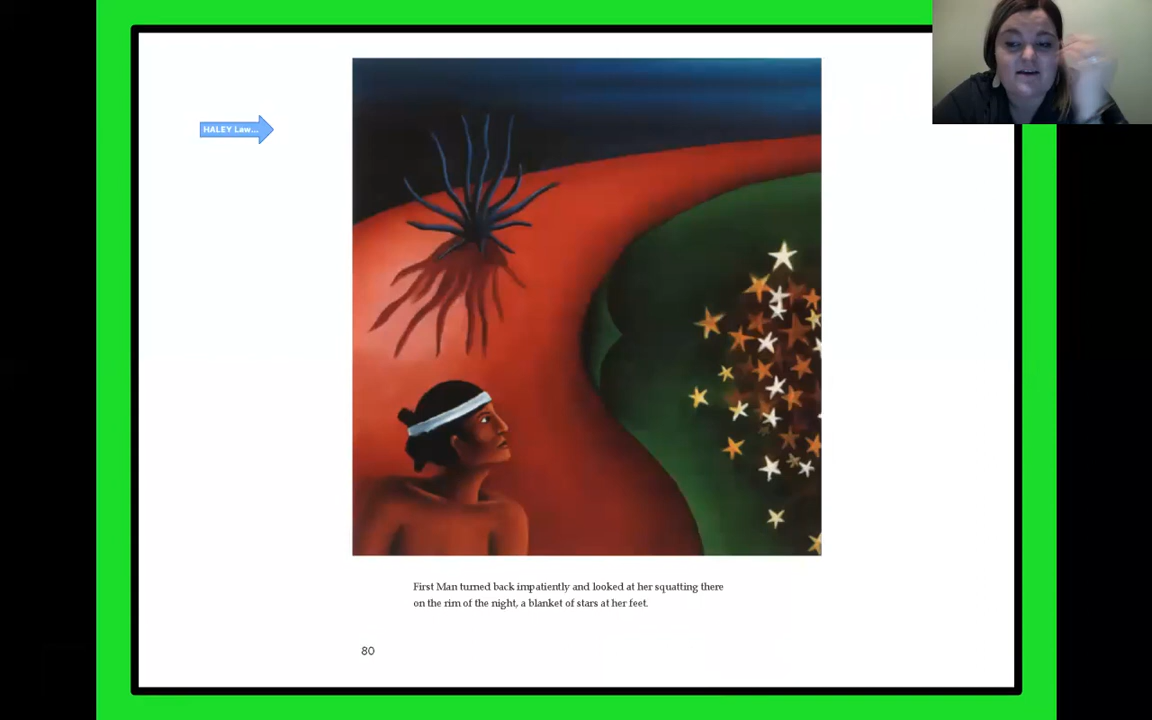 HALEY Law...
First Man turned back impatiently and looked at her squatting there
on the rim of the night, a blanket of stars at her feet.
80